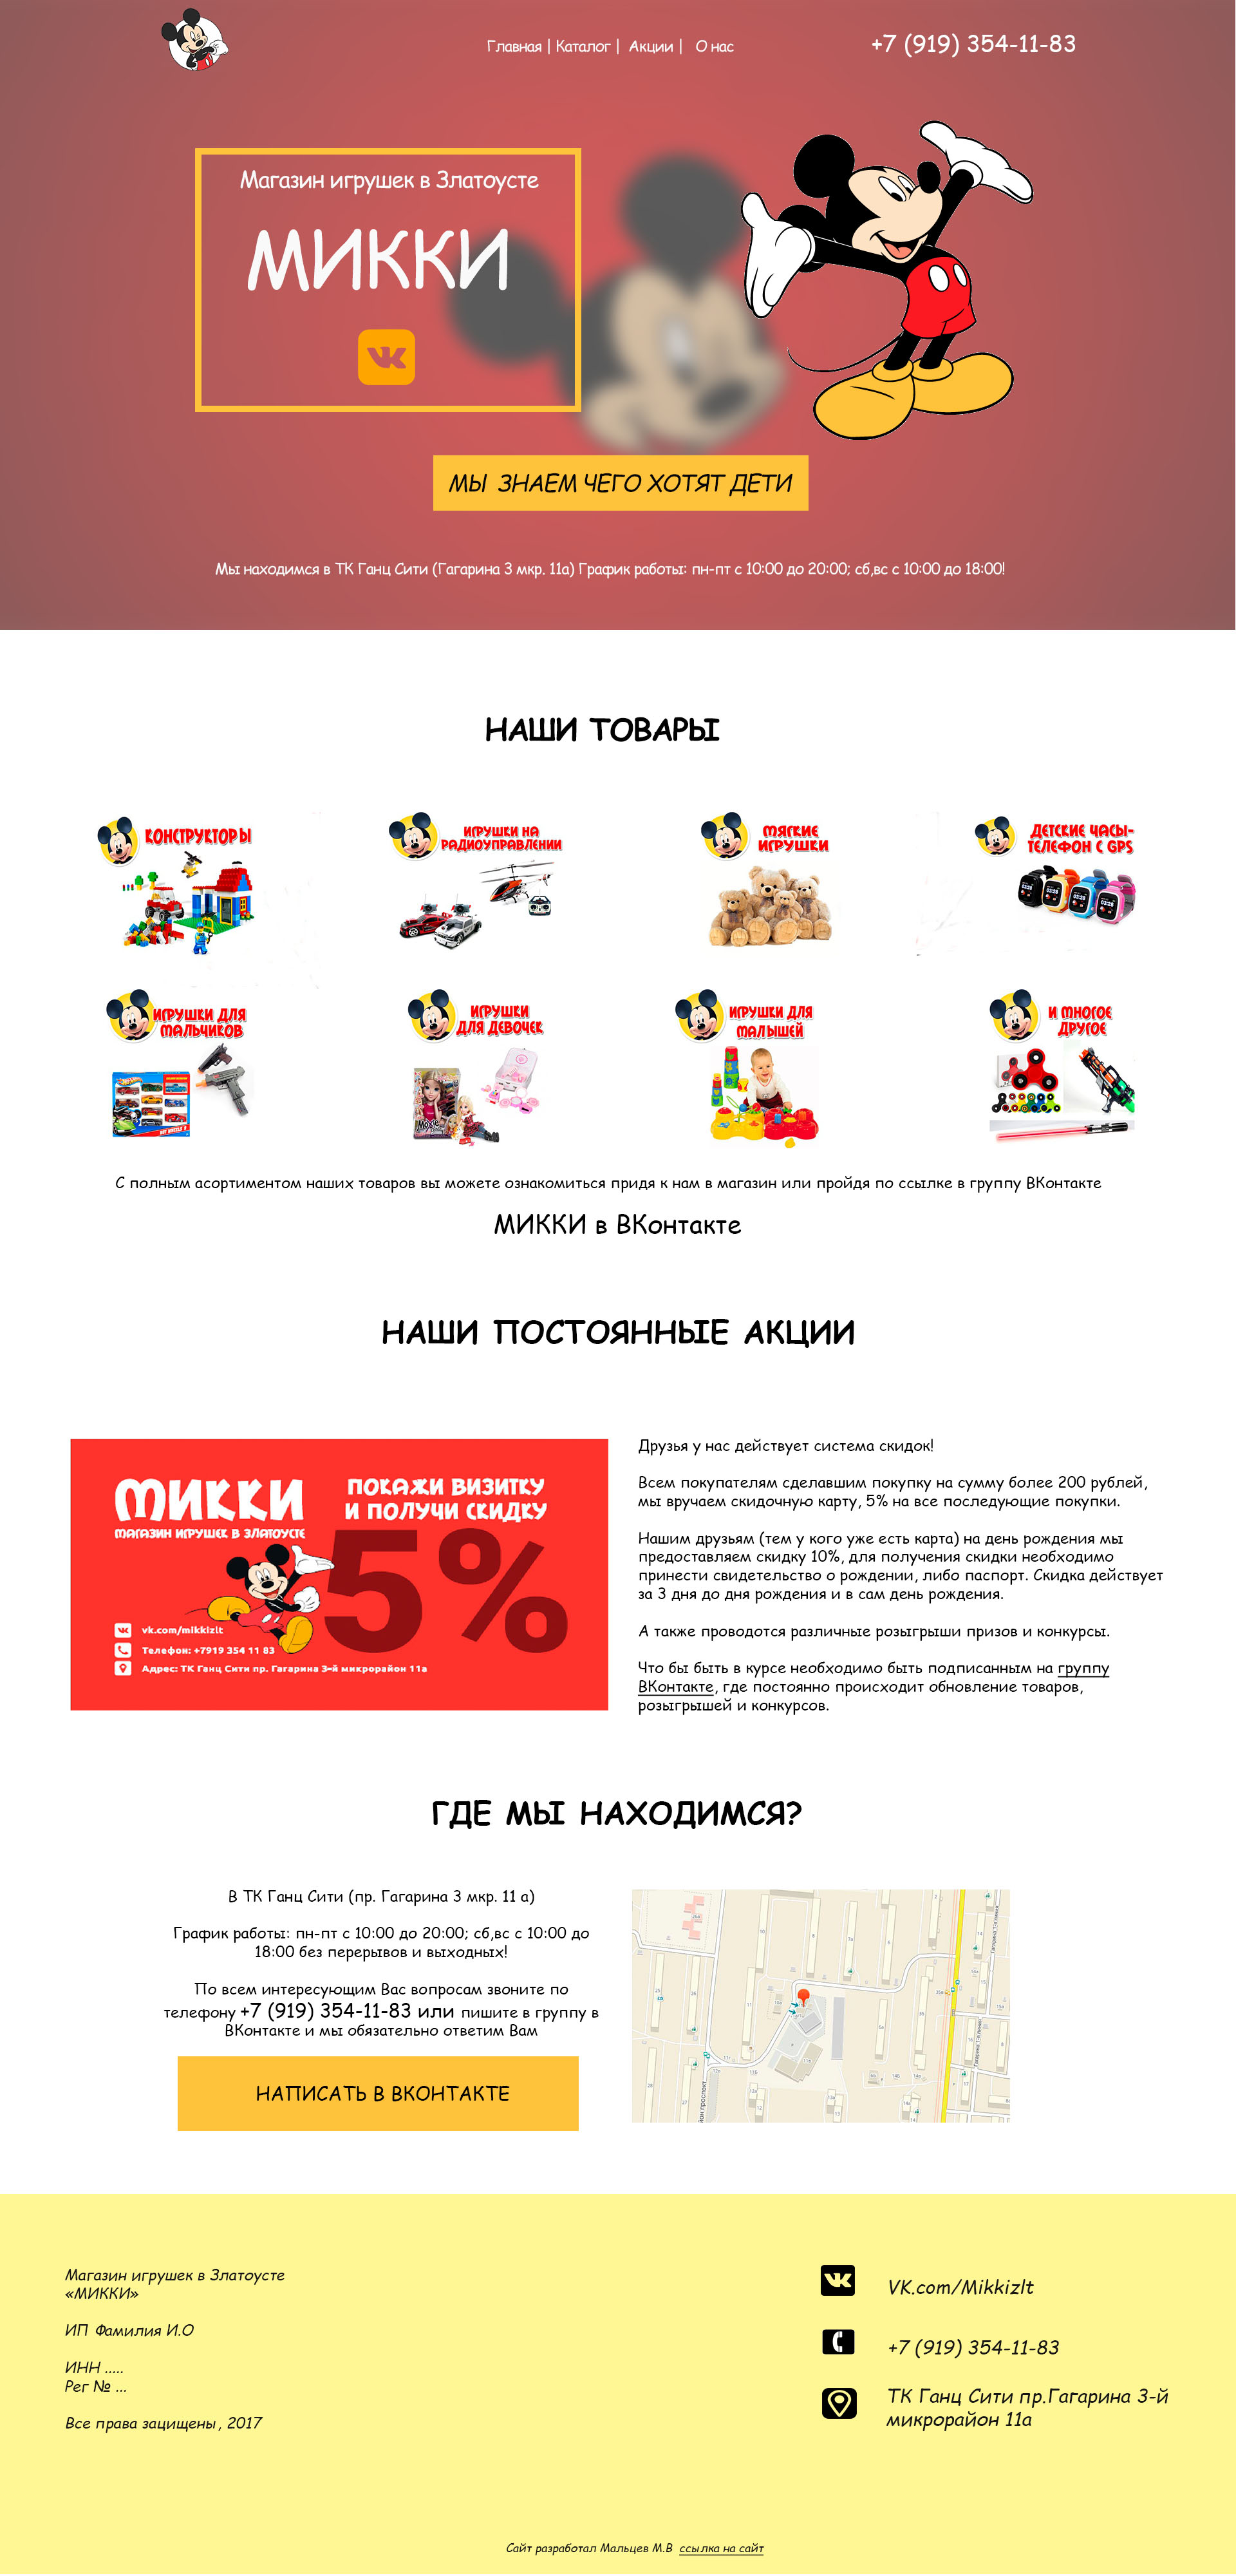 Главная | Каталог | Акции | О нас
+7 (919) 354-11-83
Магазин игрушек в Златоусте
МИККИ
МЫ ЗНАЕМ ЧЕГО ХОТЯТ ДЕТИ
Мы находимся в ТК Ганц Сити (Гагарина 3 мкр. 11а) График работы: пн-пт с 10:00 до 20:00; сб,вс с 10:00 до 18:00!
НАШИ ТОВАРЫ
КОНСТРУКТОРЫ
ИГРУШКИ НА
РАДИОУПРАВЛЕНИИ
МЯГКИЕ
ИГРУШКИ
ДЕТСКИЕ ЧАСЫ-
ТЕЛЕФОН С GPS
ИГРУШКИ ДЛЯ
МАЛЬЧИКОВ
ИГРУШКИ
ДЛЯ ДЕВОЧЕК
ИГРУШКИ ДЛЯ
МАЛЫШЕЙ
И МНОГОЕ
ДРУГОЕ
С полным асортиментом наших товаров вы можете ознакомиться придя к нам в магазин или пройдя по ссылке в группу ВКонтакте
МИККИ в ВКонтакте
НАШИ ПОСТОЯННЫЕ АКЦИИ
МИККИ
МАГАЗИН ИГРУШЕК В ЗЛАТОУСТЕ
ПОКАЖИ ВИЗИТКУ
И ПОЛУЧИ СКИДКУ
5%
vk.com/mikkizlt
Телефон: +7919 354 11 83
Адрес: ТК Ганц Сити пр. Гагарина 3-й микрорайон 11а
Друзья у нас действует система скидок!
Всем покупателям сделавшим покупку на сумму более 200 рублей,
мы вручаем скидочную карту, 5% на все последующие покупки.
Нашим друзьям (тем у кого уже есть карта) на день рождения мы
предоставляем скидку 10%, для получения скидки необходимо
принести свидетельство о рождении, либо паспорт. Скидка действует
за 3 дня до дня рождения и в сам день рождения.
А также проводотся различные розыгрыши призов и конкурсы.
Что бы быть в курсе необходимо быть подписанным на группу
ВКонтакте, где постоянно происходит обновление товаров,
розыгрышей и конкурсов.
ГДЕ МЫ НАХОДИМСЯ?
В ТК Ганц Сити (пр. Гагарина 3 мкр. 11 а)
График работы: пн-пт с 10:00 до 20:00; сб,вс с 10:00 до
18:00 без перерывов и выходных!
По всем интересующим Вас вопросам звоните по
телефону +7 (919) 354-11-83 или пишите в группу в
ВКонтакте и мы обязательно ответим Вам
НАПИСАТЬ В ВКОНТАКТЕ
Магазин игрушек в Златоусте
«МИККИ»
ИП Фамилия И.О
ИНН .....
Рег № ...
Все права зацищены, 2017
VK.com/Mikkizlt
+7 (919) 354-11-83
ТК Ганц Сити пр.Гагарина 3-й
микрорайон 11а
Сайт разработал Мальцев М.В ссылка на сайт